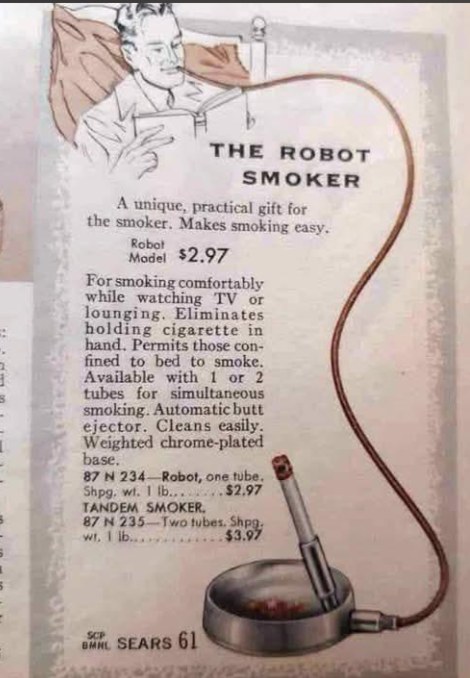 THE ROBOT
SMOKER
A unique, practical gift for
the smoker. Makes smoking easy.
Robot
Model $2.97
For smoking comfortably
while watching TV or
lounging. Eliminates
holding cigarette in
hand. Permits those con-
fined to bed to smoke.
Available with 1 or 2
tubes for simultaneous
smoking. Automatic butt
ejector. Cleans easily.
Weighted chrome-plated
base.
87 N 234—Robot, one tube.
Shpg. wt. 1 lb........$2.97
TANDEM SMOKER.
87 N 235—Two tubes. Shpg.
wt. 1 lb.............$3.97
SCP
BMHL SEARS 61